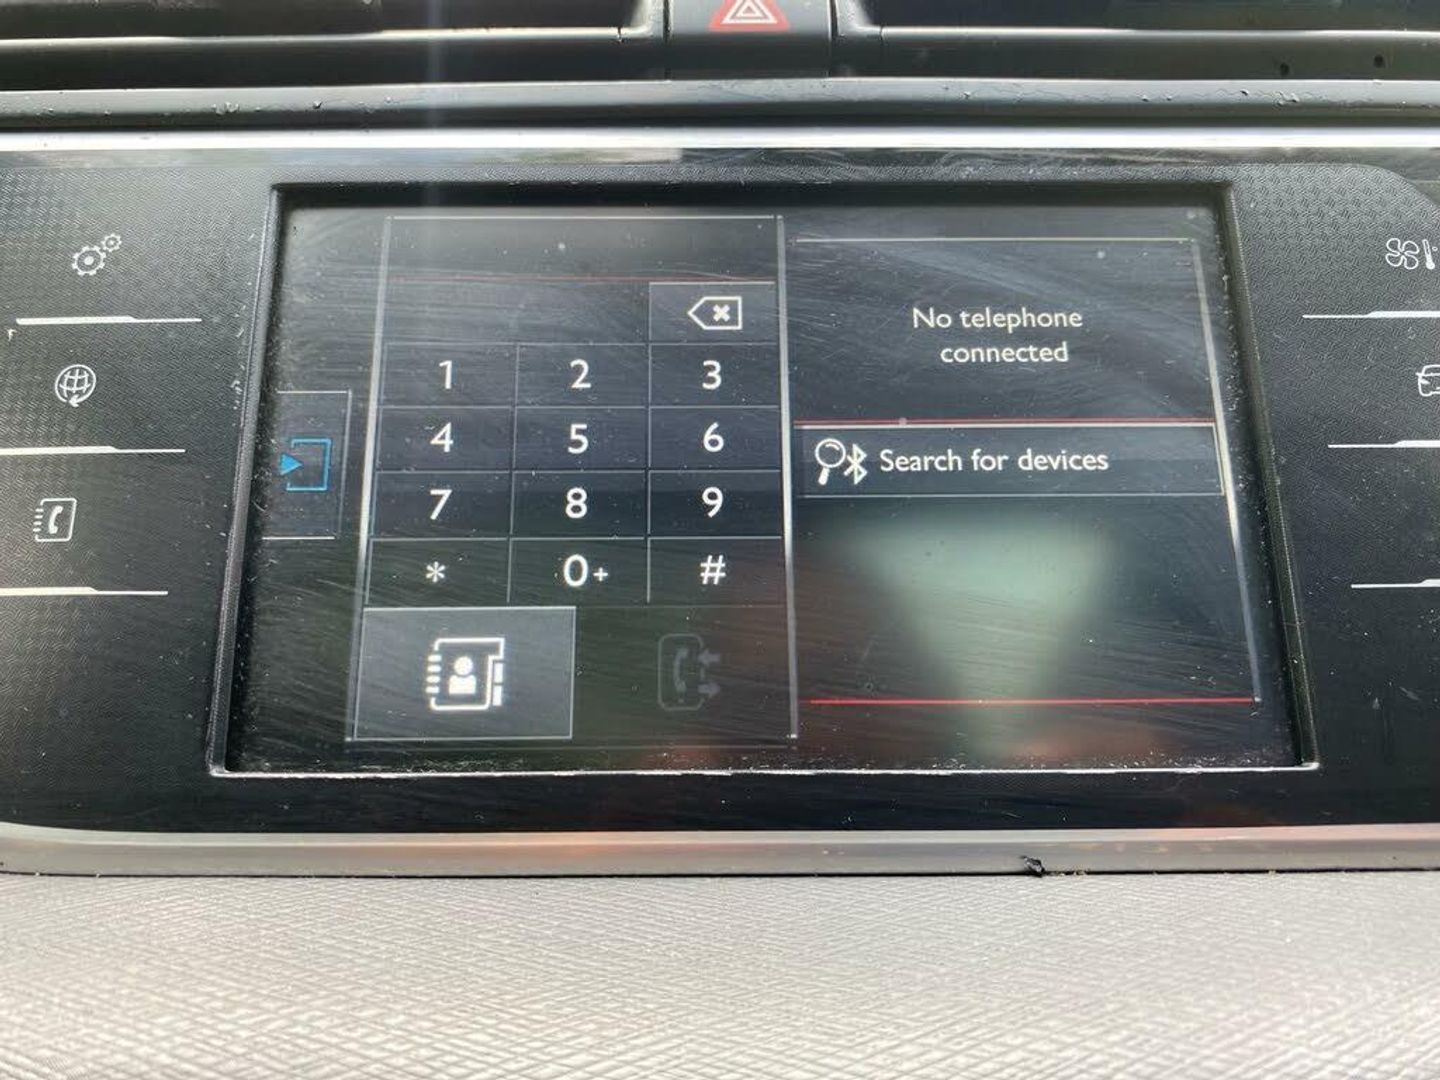 1 2 3
4 5 6
7 8 9
* 0+ #
No telephone
connected
Search for devices